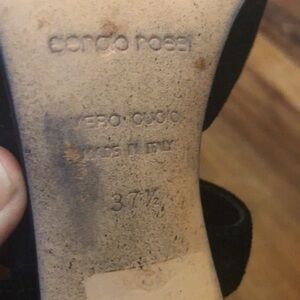 sergio rossi
VERO CUOIO
MADE IN ITALY
37½